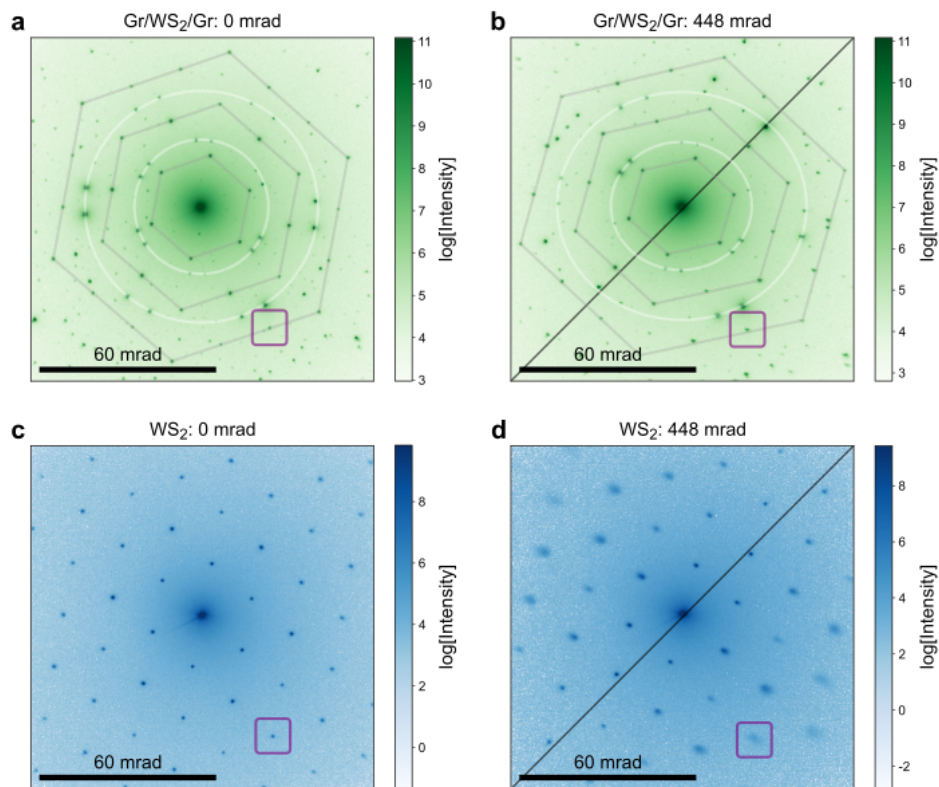 a
Gr/WS₂/Gr: 0 mrad
60 mrad
11
10
9
8
7
6
5
4
3
log[Intensity]
b
Gr/WS₂/Gr: 448 mrad
60 mrad
11
10
9
8
7
6
5
4
3
log[Intensity]
c
WS₂: 0 mrad
60 mrad
8
6
4
2
0
log[Intensity]
d
WS₂: 448 mrad
60 mrad
8
6
4
2
0
-2
log[Intensity]